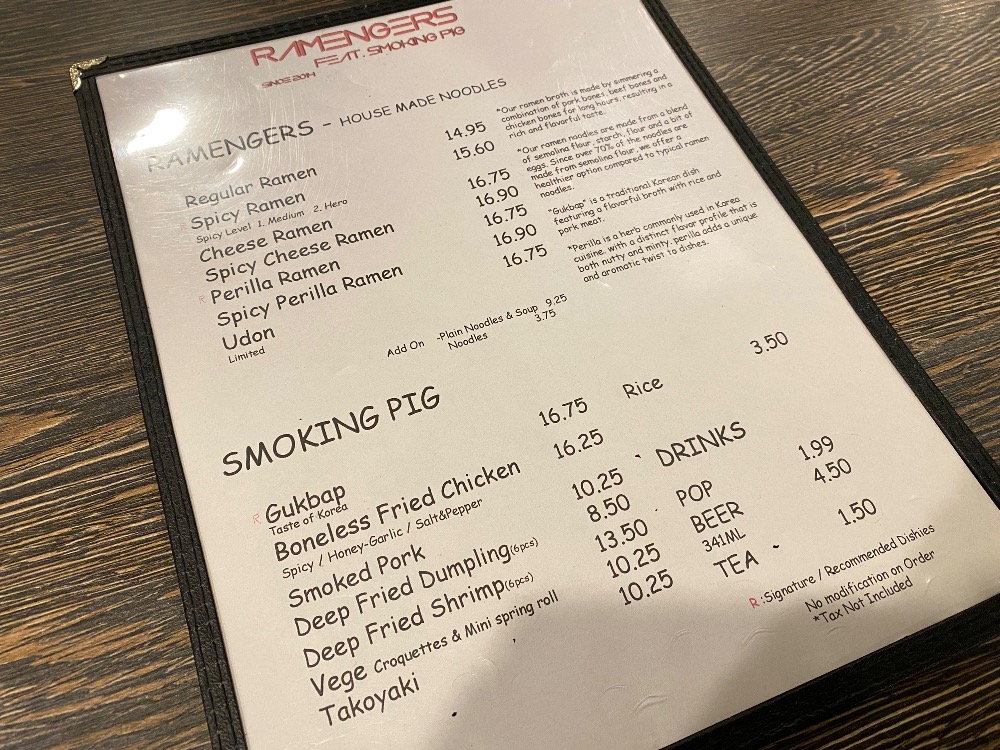 RAMENGERS
FEAT. SMOKING PIG
SINCE 2014
RAMENGERS - HOUSE MADE NOODLES
Regular Ramen 14.95
R Spicy Ramen 15.60
Spicy Level 1. Medium 2. Hero
Cheese Ramen 16.75
Spicy Cheese Ramen 16.90
R Perilla Ramen 16.75
Spicy Perilla Ramen 16.90
Udon 16.75
Limited
*Our ramen broth is made by simmering a
combination of pork bones, beef bones and
chicken bones for long hours, resulting in a
rich and flavorful taste.
*Our ramen noodles are made from a blend
of semolina flour, starch, flour and a bit of
eggs. Since over 70% of the noodles are
made from semolina flour, we offer a
healthier option compared to typical ramen
noodles.
"Gukbap" is a traditional Korean dish
featuring a flavorful broth with rice and
pork meat.
*Perilla is a herb commonly used in Korea
cuisine, with a distinct flavor profile that is
both nutty and minty, perilla adds a unique
and aromatic twist to dishes.
Add On -Plain Noodles & Soup 9.25
Noodles 3.75
SMOKING PIG
R Gukbap 16.75
Taste of Korea
Boneless Fried Chicken 16.25
Spicy / Honey-Garlic / Salt&Pepper
Smoked Pork 10.25
Deep Fried Dumpling(6pcs) 8.50
Deep Fried Shrimp(6pcs) 13.50
Vege Croquettes & Mini spring roll 10.25
Takoyaki 10.25
Rice 3.50
DRINKS
POP 1.99
BEER 4.50
341ML
TEA 1.50
R :Signature / Recommended Dishies
No modification on Order
*Tax Not Included